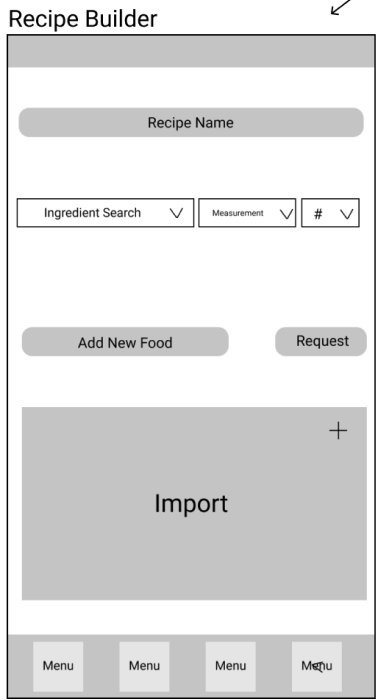 Recipe Builder
Recipe Name
Ingredient Search Measurement #
Add New Food Request
+
Import
Menu Menu Menu Menu